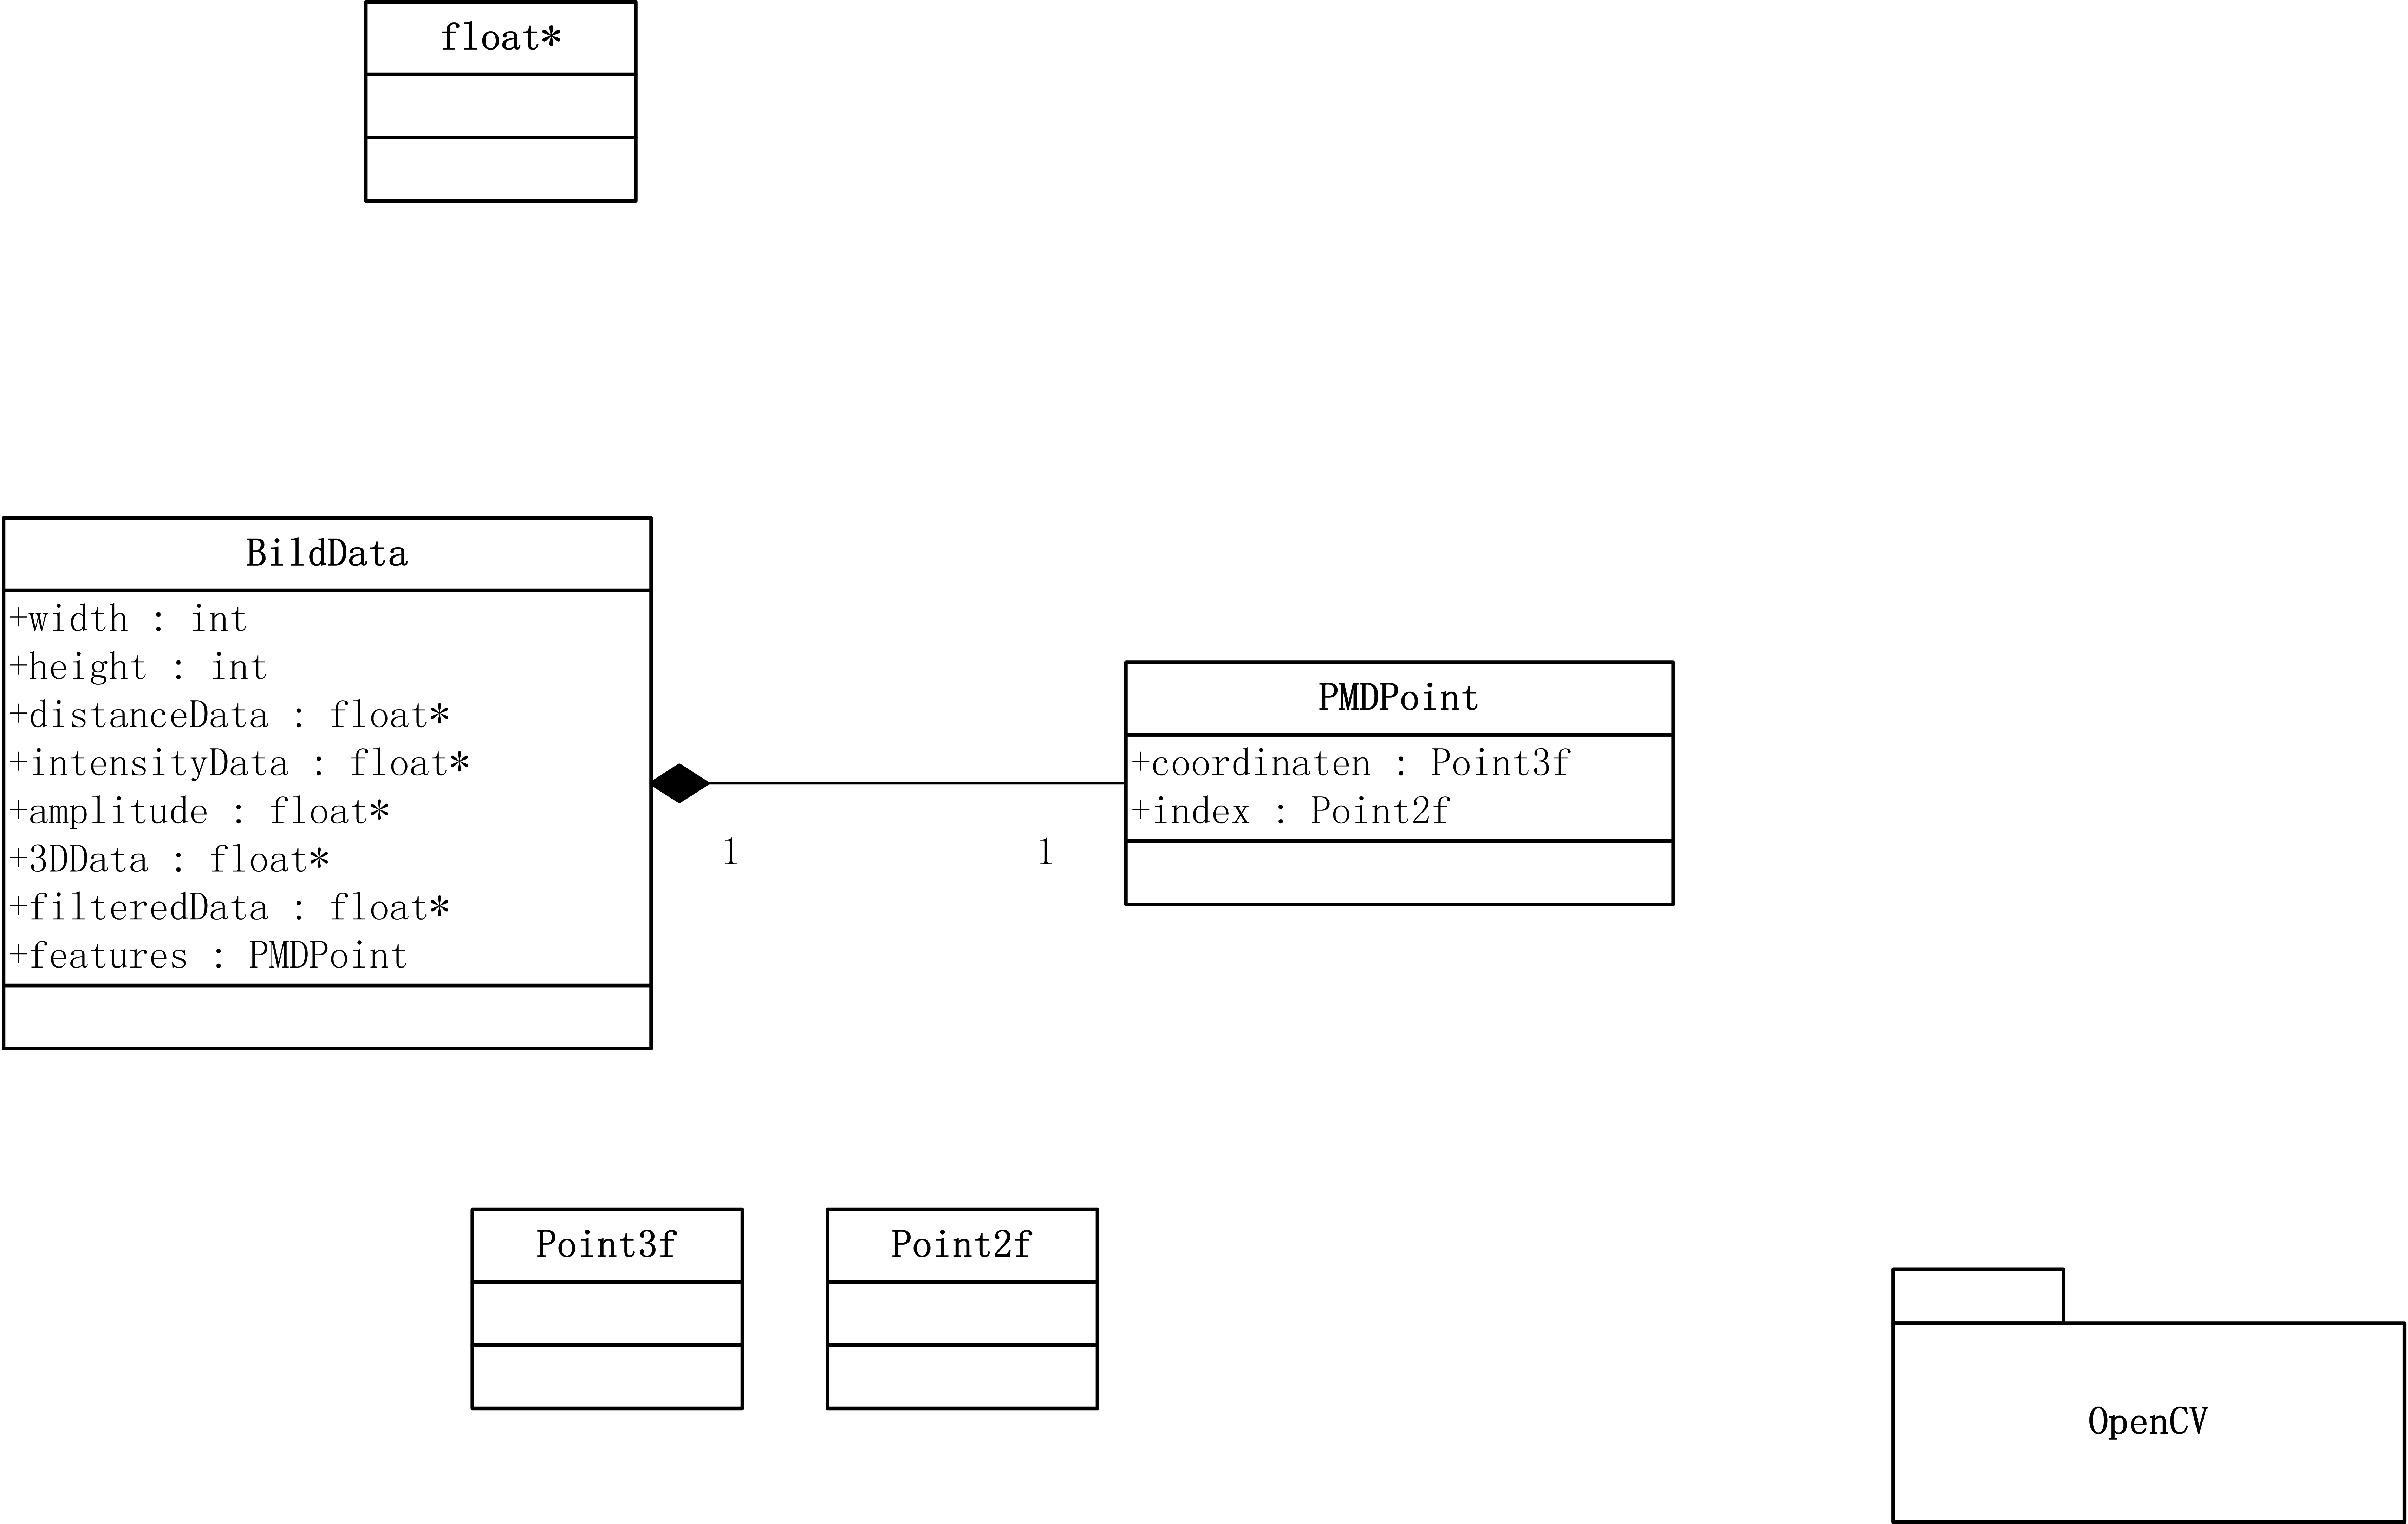 float*
BildData
+width : int
+height : int
+distanceData : float*
+intensityData : float*
+amplitude : float*
+3DData : float*
+filteredData : float*
+features : PMDPoint
1
1
PMDPoint
+coordinaten : Point3f
+index : Point2f
Point3f
Point2f
OpenCV